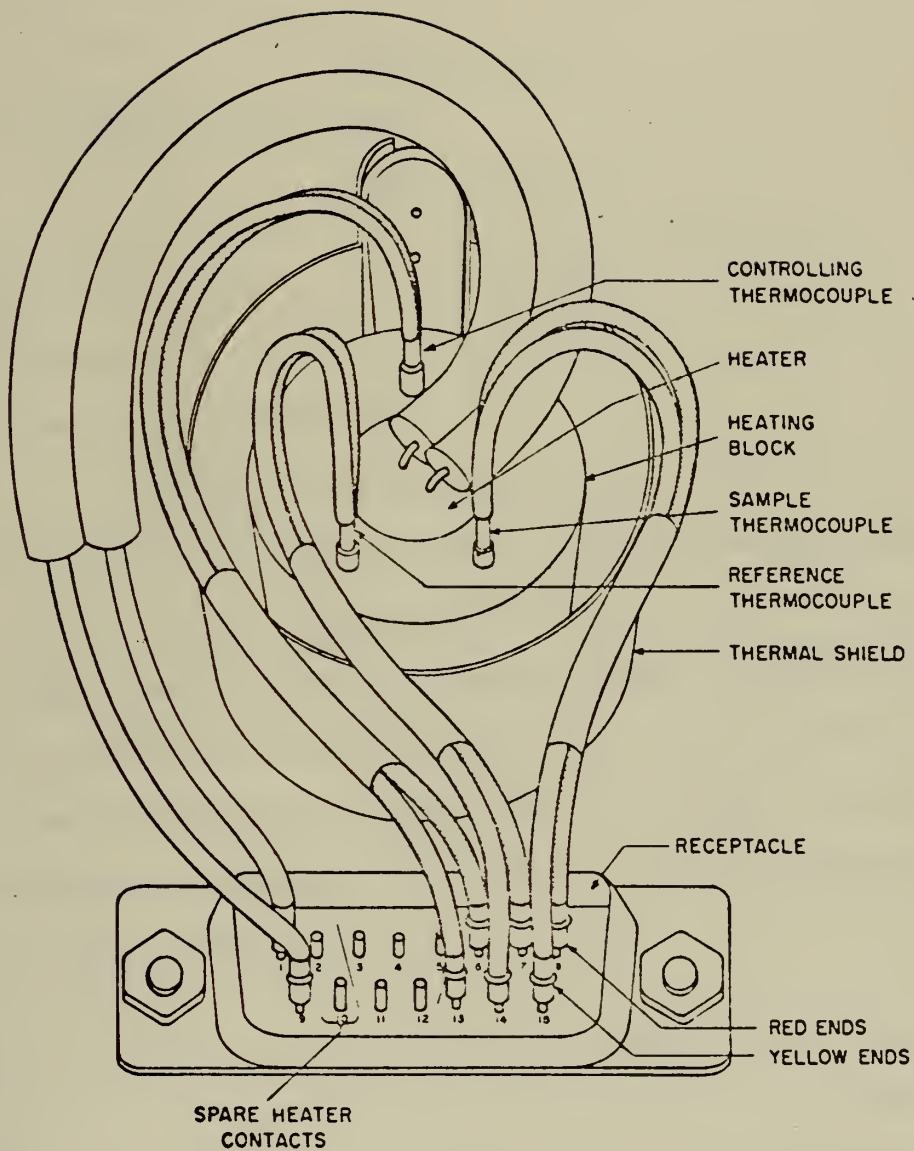 CONTROLLING
THERMOCOUPLE
HEATER
HEATING
BLOCK
SAMPLE
THERMOCOUPLE
REFERENCE
THERMOCOUPLE
THERMAL SHIELD
RECEPTACLE
1 2 3 4 5 6 7 8
9 10 11 12 13 14 15
RED ENDS
YELLOW ENDS
SPARE HEATER
CONTACTS